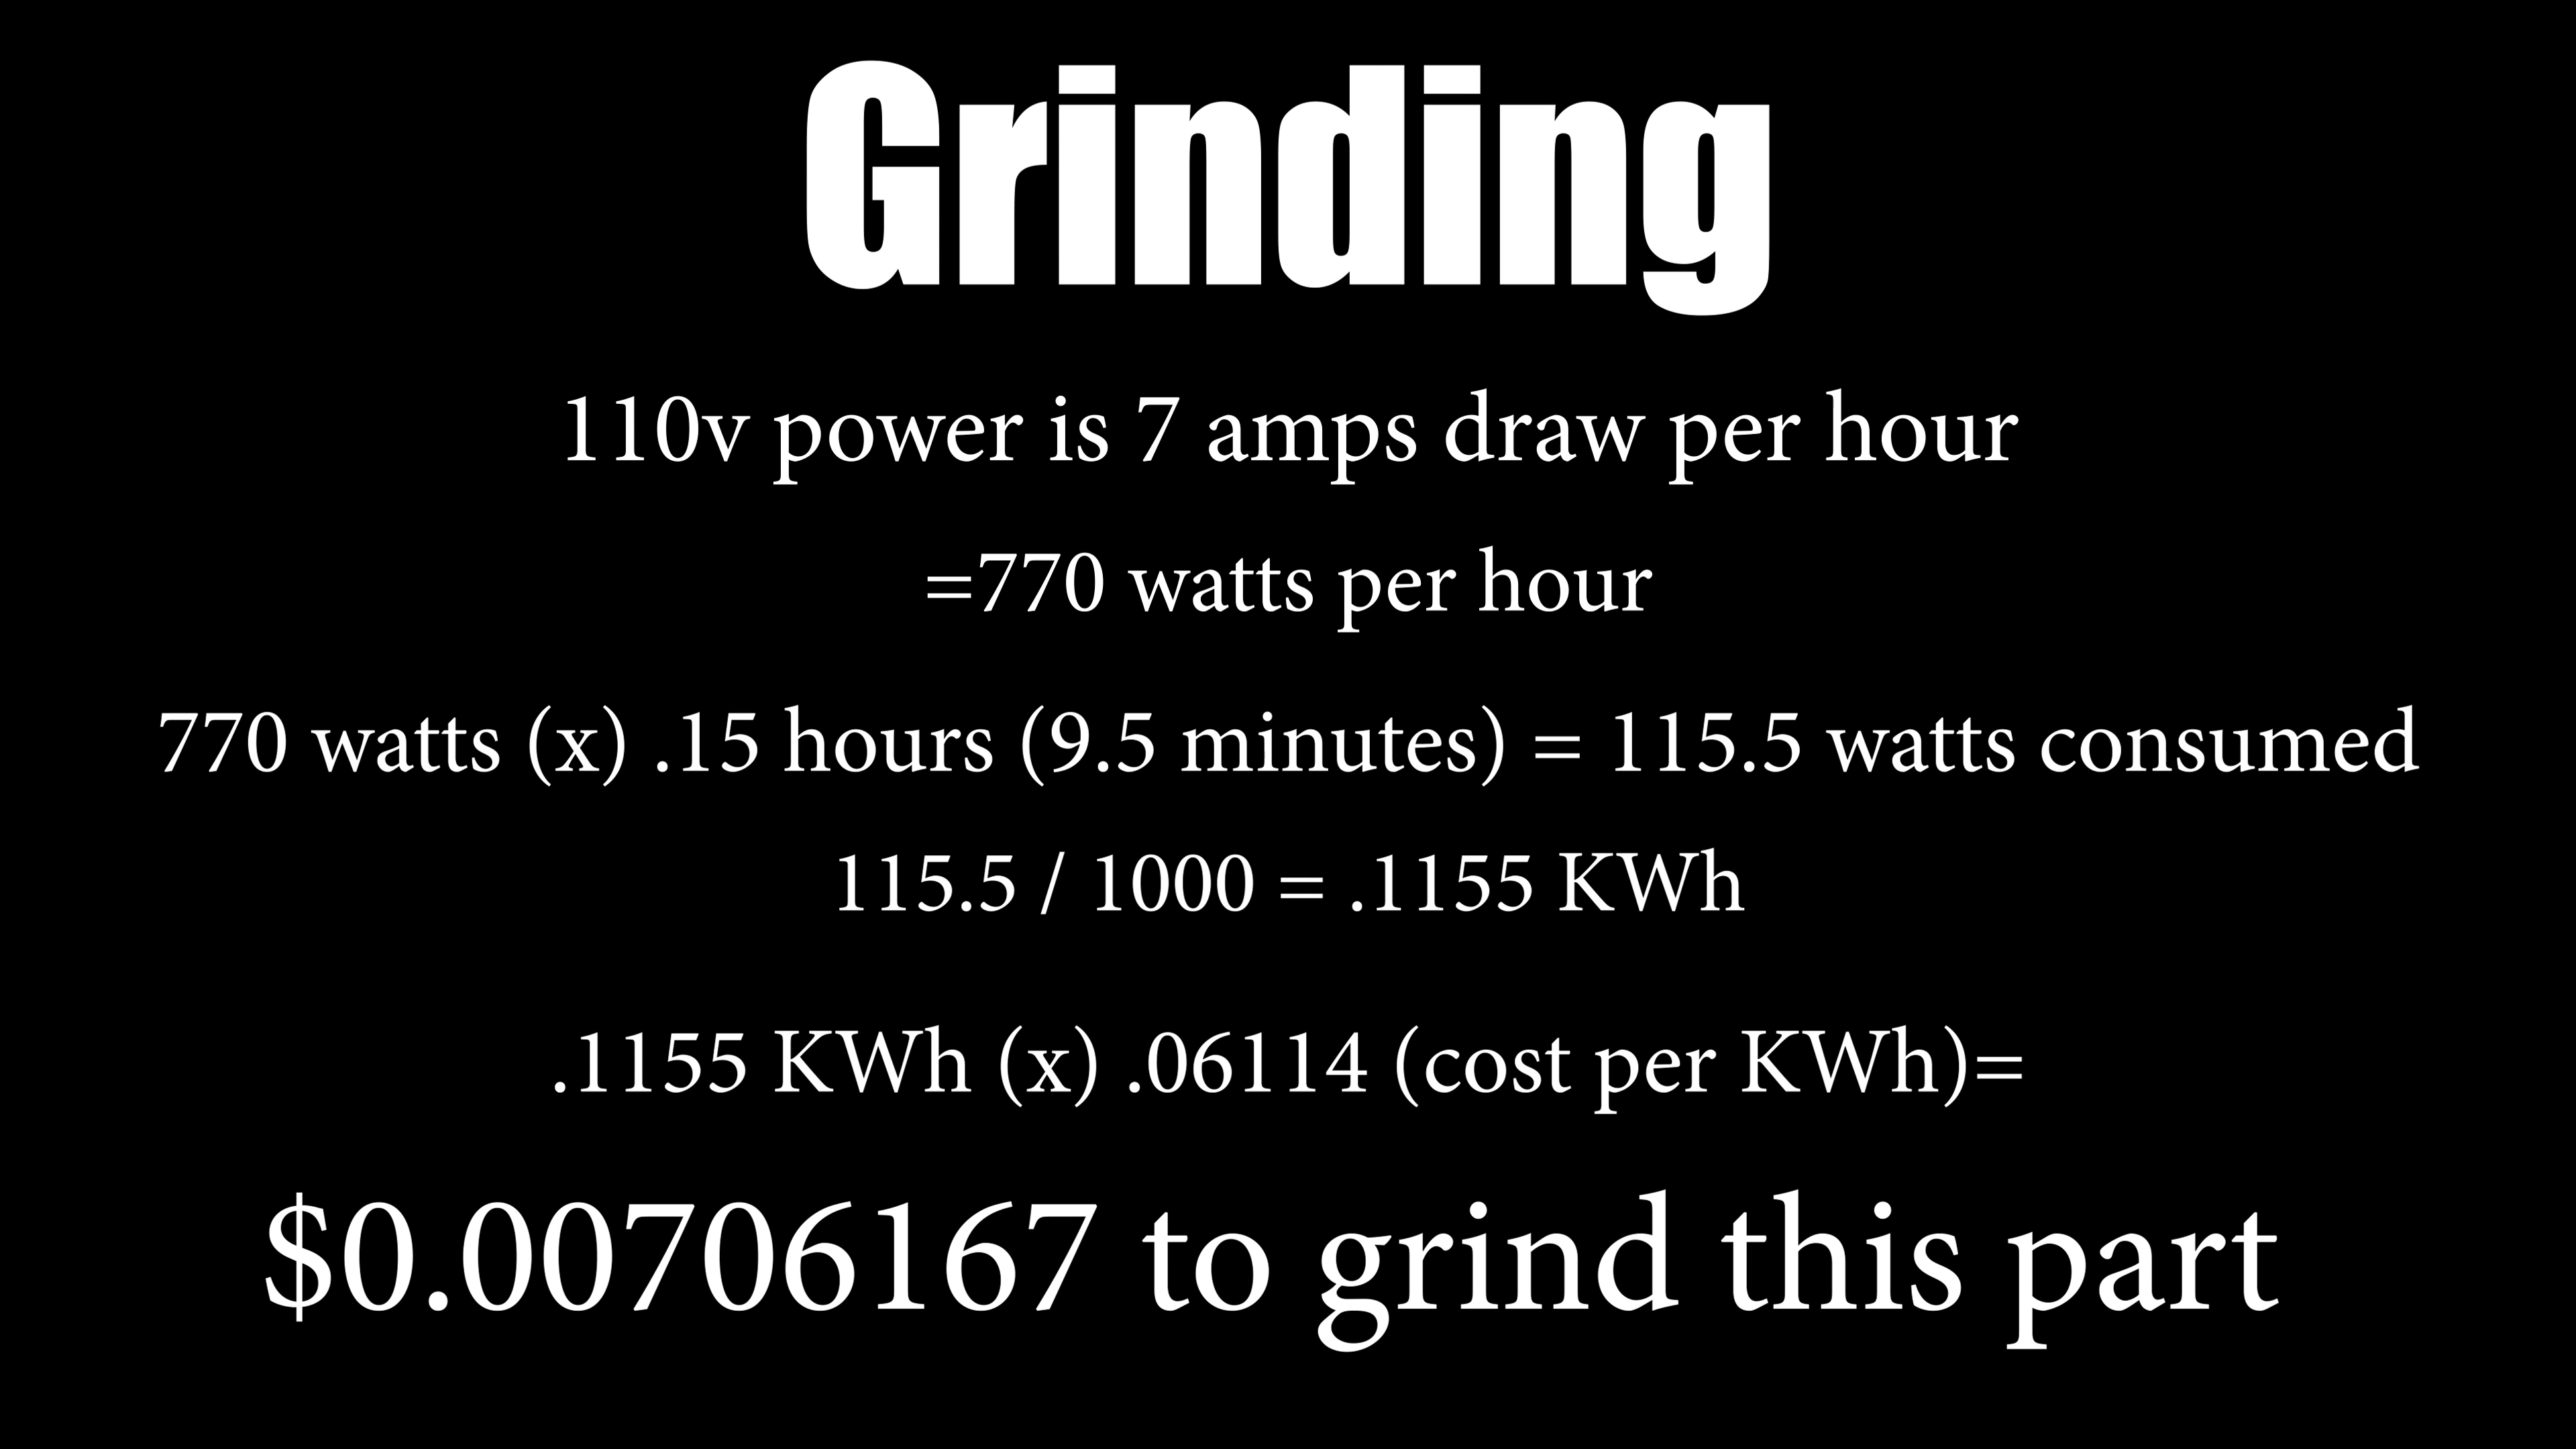 Grinding
110v power is 7 amps draw per hour
=770 watts per hour
770 watts (x) .15 hours (9.5 minutes) = 115.5 watts consumed
115.5 / 1000 = .1155 KWh
.1155 KWh (x) .06114 (cost per KWh)=
$0.00706167 to grind this part